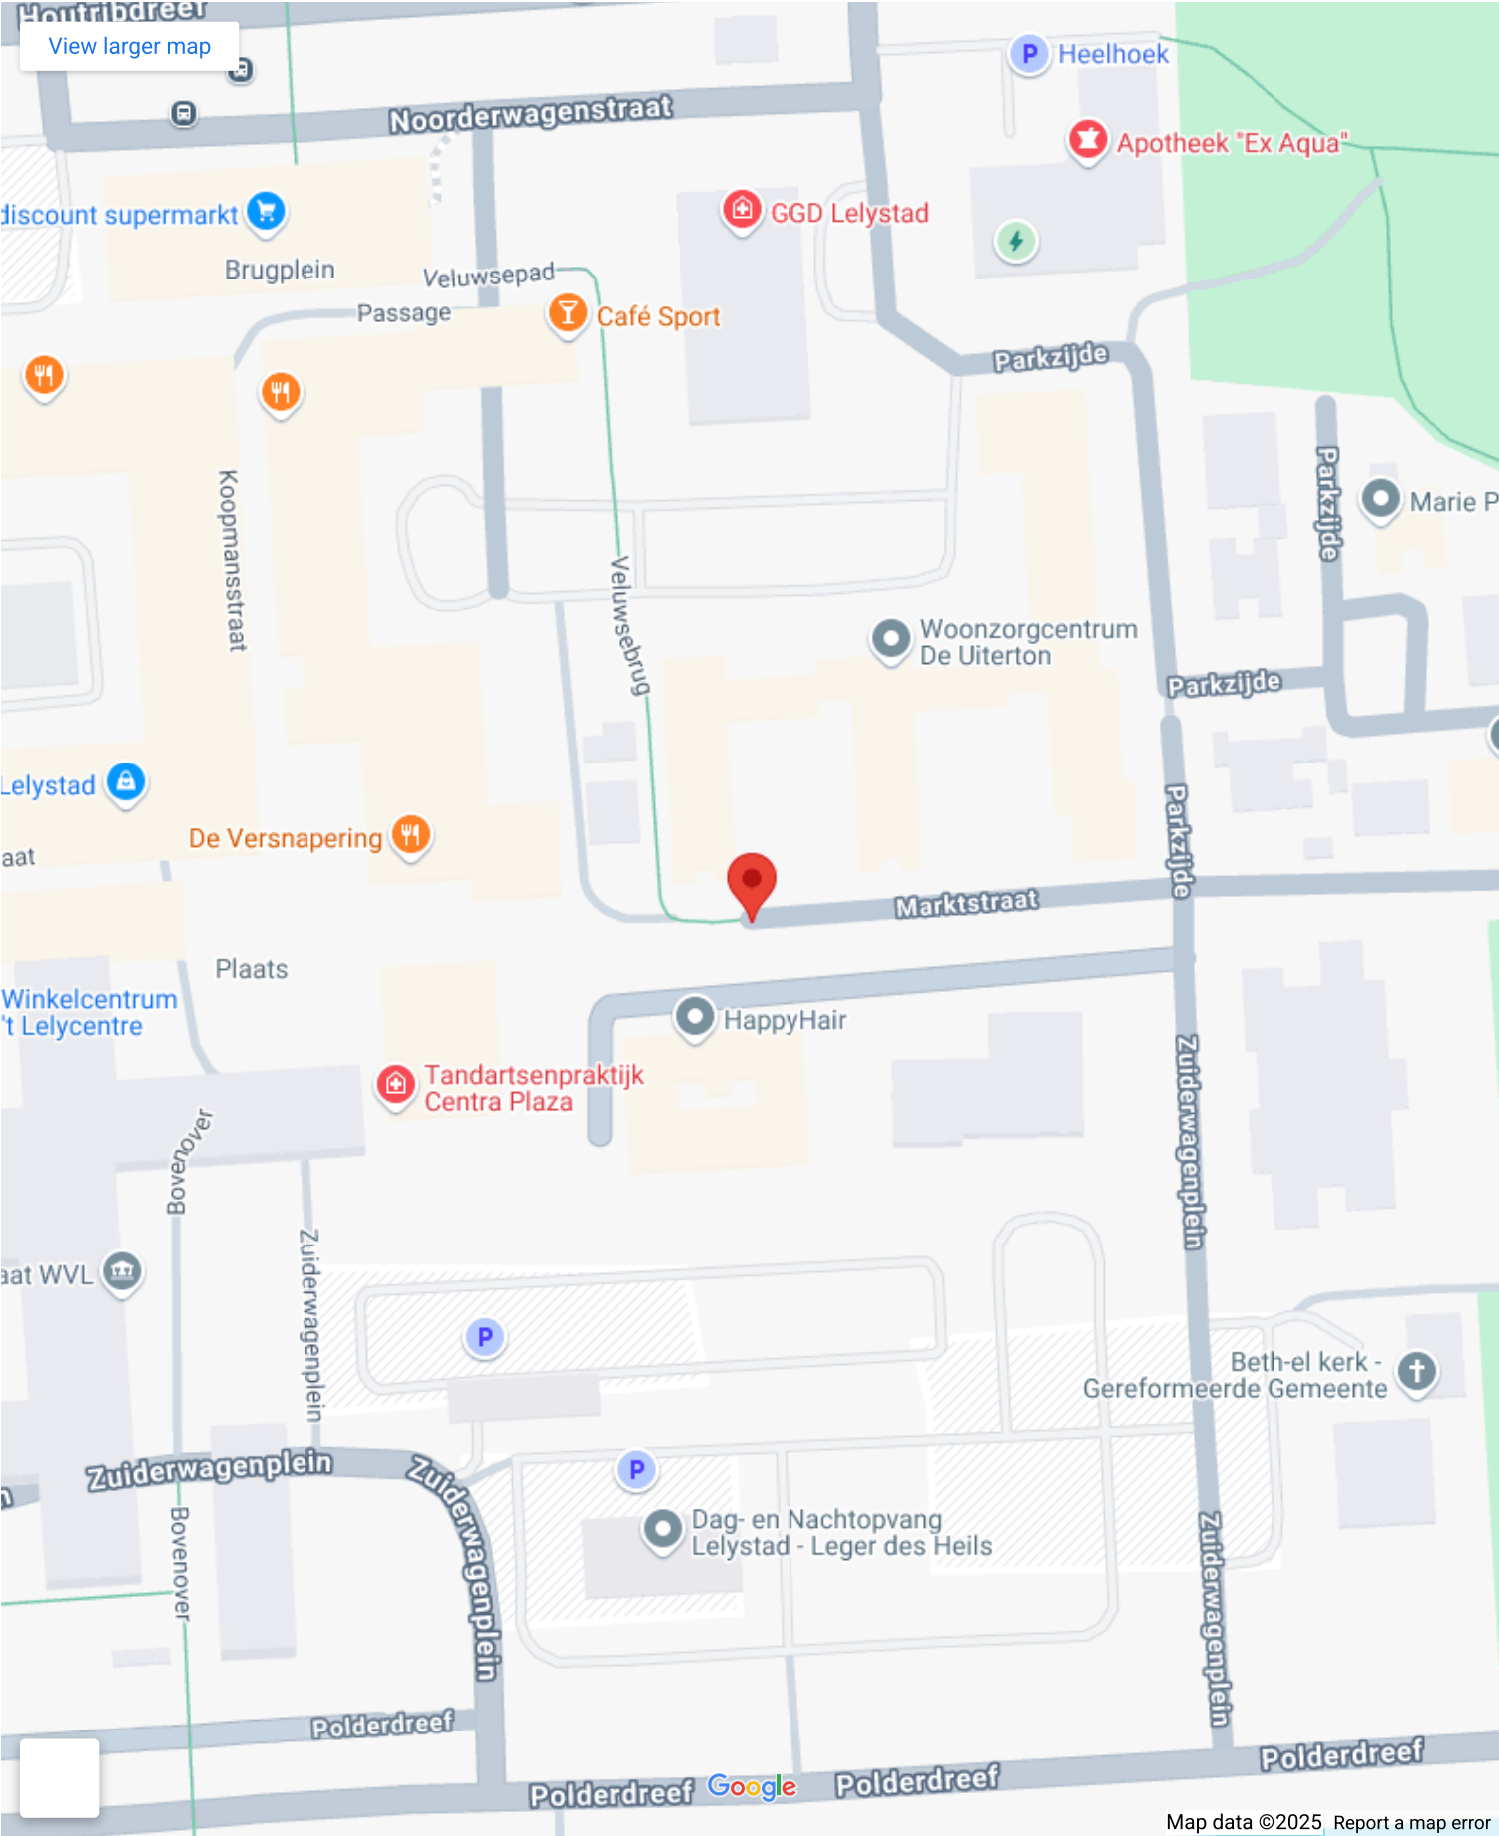 Houtribdreef
View larger map
Heelhoek
Noorderwagenstraat
Apotheek "Ex Aqua"
discount supermarkt
GGD Lelystad
Brugplein
Veluwsepad
Passage
Café Sport
Parkzijde
Koopmansstraat
Parkzijde
Marie P
Veluwsebrug
Woonzorgcentrum
De Uiterton
Parkzijde
Lelystad
De Versnapering
Parkzijde
aat
Marktstraat
Plaats
Winkelcentrum
't Lelycentre
HappyHair
Tandartsenpraktijk
Centra Plaza
Zuiderwagenplein
Bovenover
Zuiderwagenplein
aat WVL
P
P
P
Beth-el kerk -
Gereformeerde Gemeente
Zuiderwagenplein
Zuiderwagenplein
n
Bovenover
Dag- en Nachtopvang
Lelystad - Leger des Heils
Zuiderwagenplein
Polderdreef
Polderdreef
Google
Polderdreef
Polderdreef
Map data ©2025
Report a map error